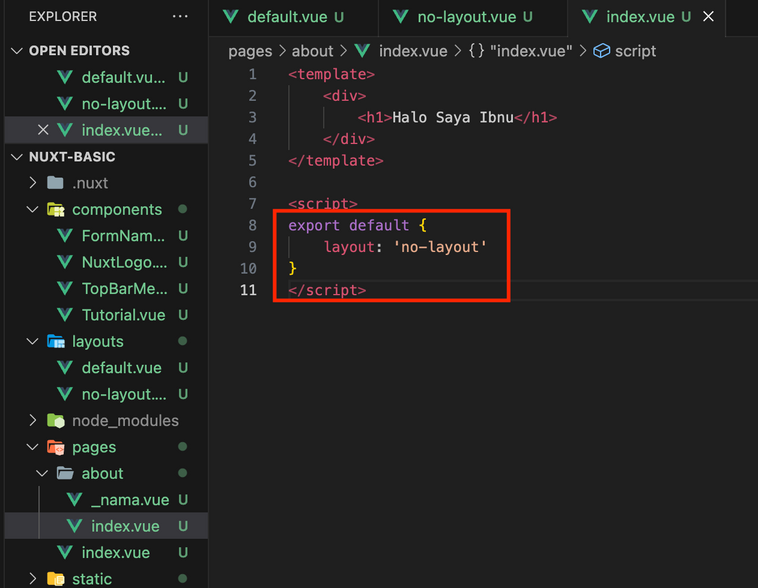 EXPLORER ...
OPEN EDITORS
default.vu... U
no-layout.... U
index.vue... U
NUXT-BASIC
.nuxt
components
FormNam... U
NuxtLogo.... U
TopBarMe... U
Tutorial.vue U
layouts
default.vue U
no-layout.... U
node_modules
pages
about
_nama.vue U
index.vue U
index.vue U
static
default.vue U no-layout.vue U index.vue U
pages > about > index.vue > {} "index.vue" > script
1 <template>
2 <div>
3 <h1>Halo Saya Ibnu</h1>
4 </div>
5 </template>
6
7 <script>
8 export default {
9 layout: 'no-layout'
10 }
11 </script>